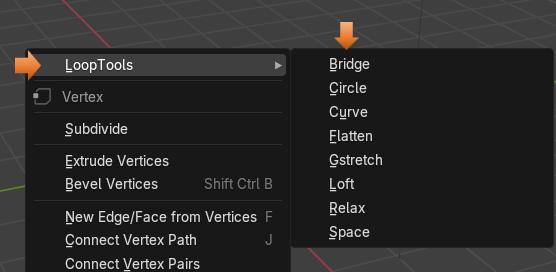 LoopTools
Vertex
Subdivide
Extrude Vertices
Bevel Vertices Shift Ctrl B
New Edge/Face from Vertices F
Connect Vertex Path J
Connect Vertex Pairs
Bridge
Circle
Curve
Flatten
Gstretch
Loft
Relax
Space